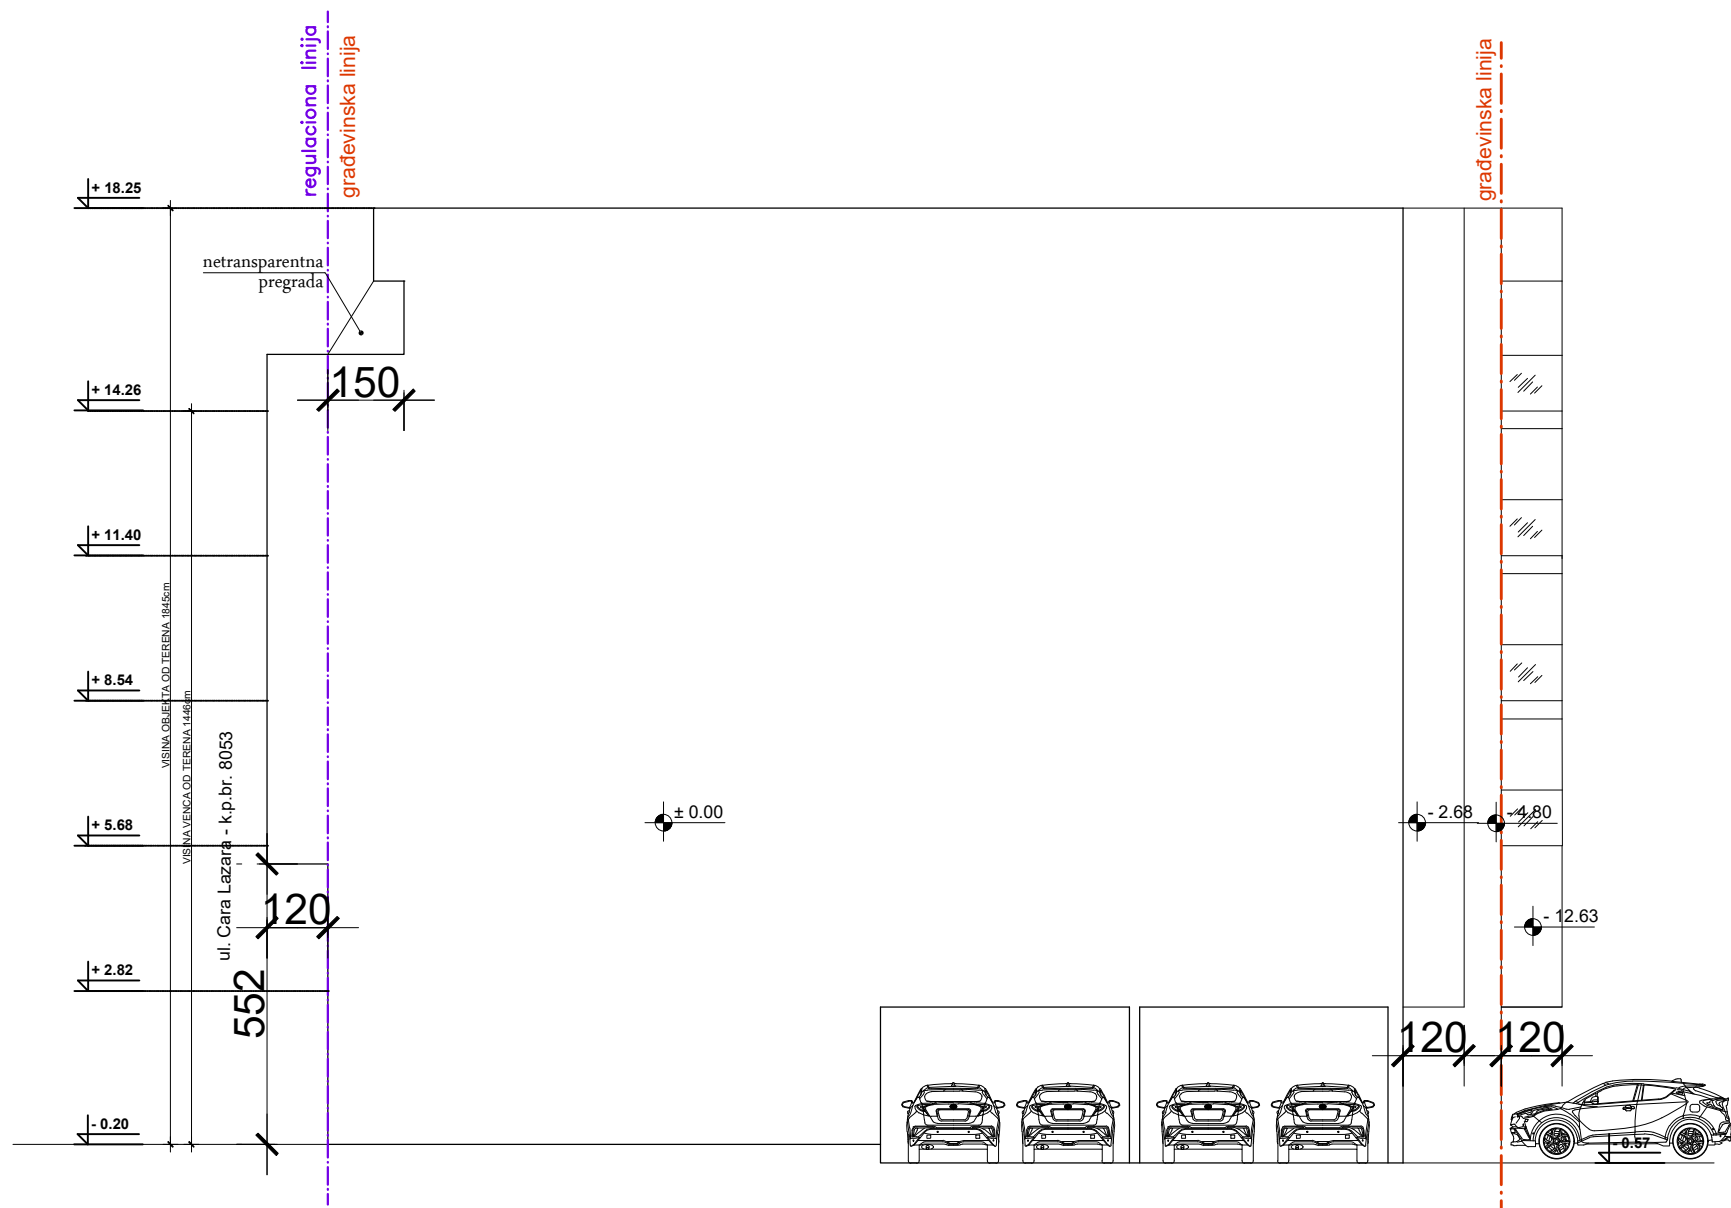 regulaciona linija
građevinska linija
građevinska linija
+ 18.25
netransparentna
pregrada
150
+ 14.26
+ 11.40
VISINA OBJEKTA OD TERENA 1845cm
+ 8.54
VISINA VENCA OD TERENA 1446cm
ul. Cara Lazara - k.p.br. 8053
+ 5.68
± 0.00
- 2.68
- 4.80
120
- 12.63
+ 2.82
552
120
120
- 0.20
- 0.57